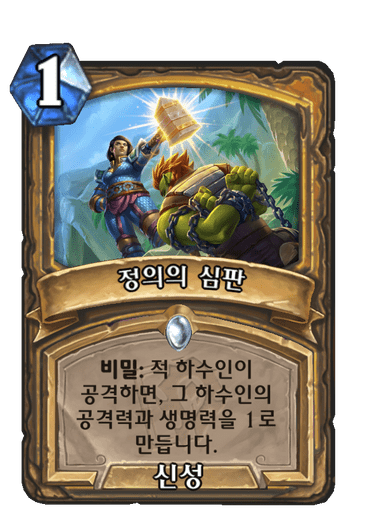 1
정의의 심판
비밀: 적 하수인이
공격하면, 그 하수인의
공격력과 생명력을 1로
만듭니다.
신성